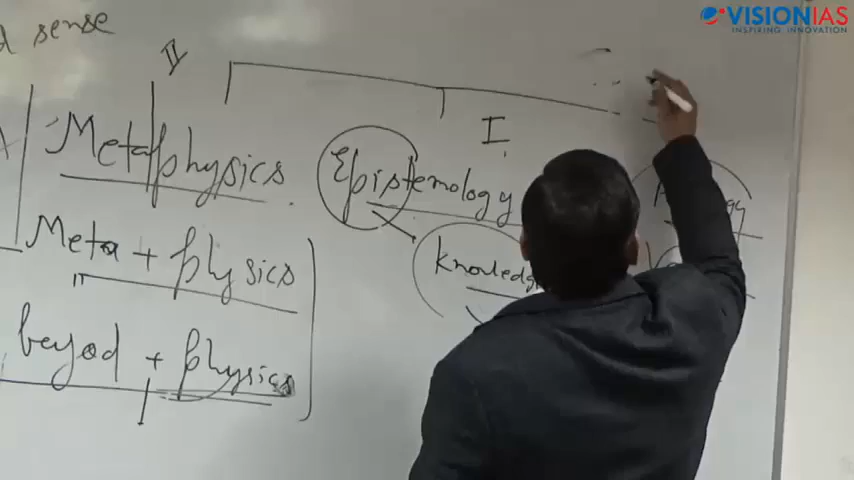 VISIONIAS
INSPIRING INNOVATION
sense
II
I
Metaphysics
Epistemology
Meta + physics
knowledge
beyod + physics